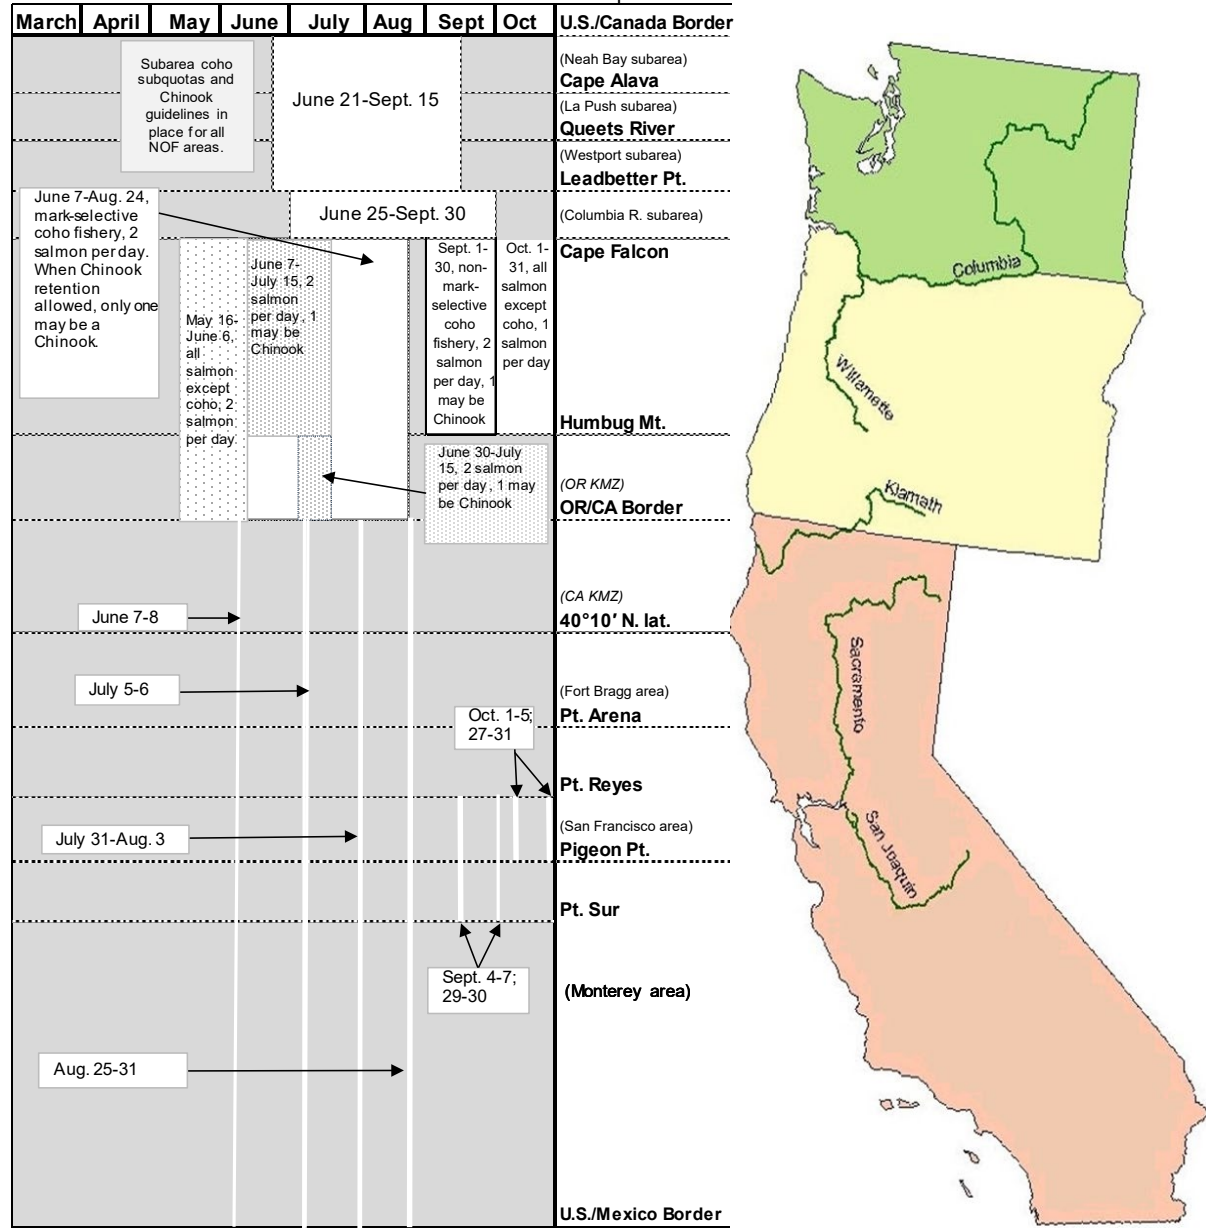 March April May June July Aug Sept Oct U.S./Canada Border
Subarea coho
subquotas and
Chinook
guidelines in
place for all
NOF areas.
June 21-Sept. 15
(Neah Bay subarea)
Cape Alava
(La Push subarea)
Queets River
(Westport subarea)
Leadbetter Pt.
June 7-Aug. 24,
mark-selective
coho fishery, 2
salmon per day.
When Chinook
retention
allowed, only one
may be a
Chinook.
June 25-Sept. 30
(Columbia R. subarea)
Cape Falcon
May 16-
June 6,
all
salmon
except
coho, 2
salmon
per day
June 7-
July 15, 2
salmon
per day, 1
may be
Chinook
Sept. 1-
30, non-
mark-
selective
coho
fishery, 2
salmon
per day, 1
may be
Chinook
Oct. 1-
31, all
salmon
except
coho, 1
salmon
per day
Humbug Mt.
June 30-July
15, 2 salmon
per day, 1 may
be Chinook
(OR KMZ)
OR/CA Border
(CA KMZ)
June 7-8
40°10′ N. lat.
July 5-6
(Fort Bragg area)
Oct. 1-5;
27-31
Pt. Arena
Pt. Reyes
July 31-Aug. 3
(San Francisco area)
Pigeon Pt.
Pt. Sur
Sept. 4-7;
29-30
(Monterey area)
Aug. 25-31
U.S./Mexico Border
Columbia
Willamette
Klamath
Sacramento
San Joaquin